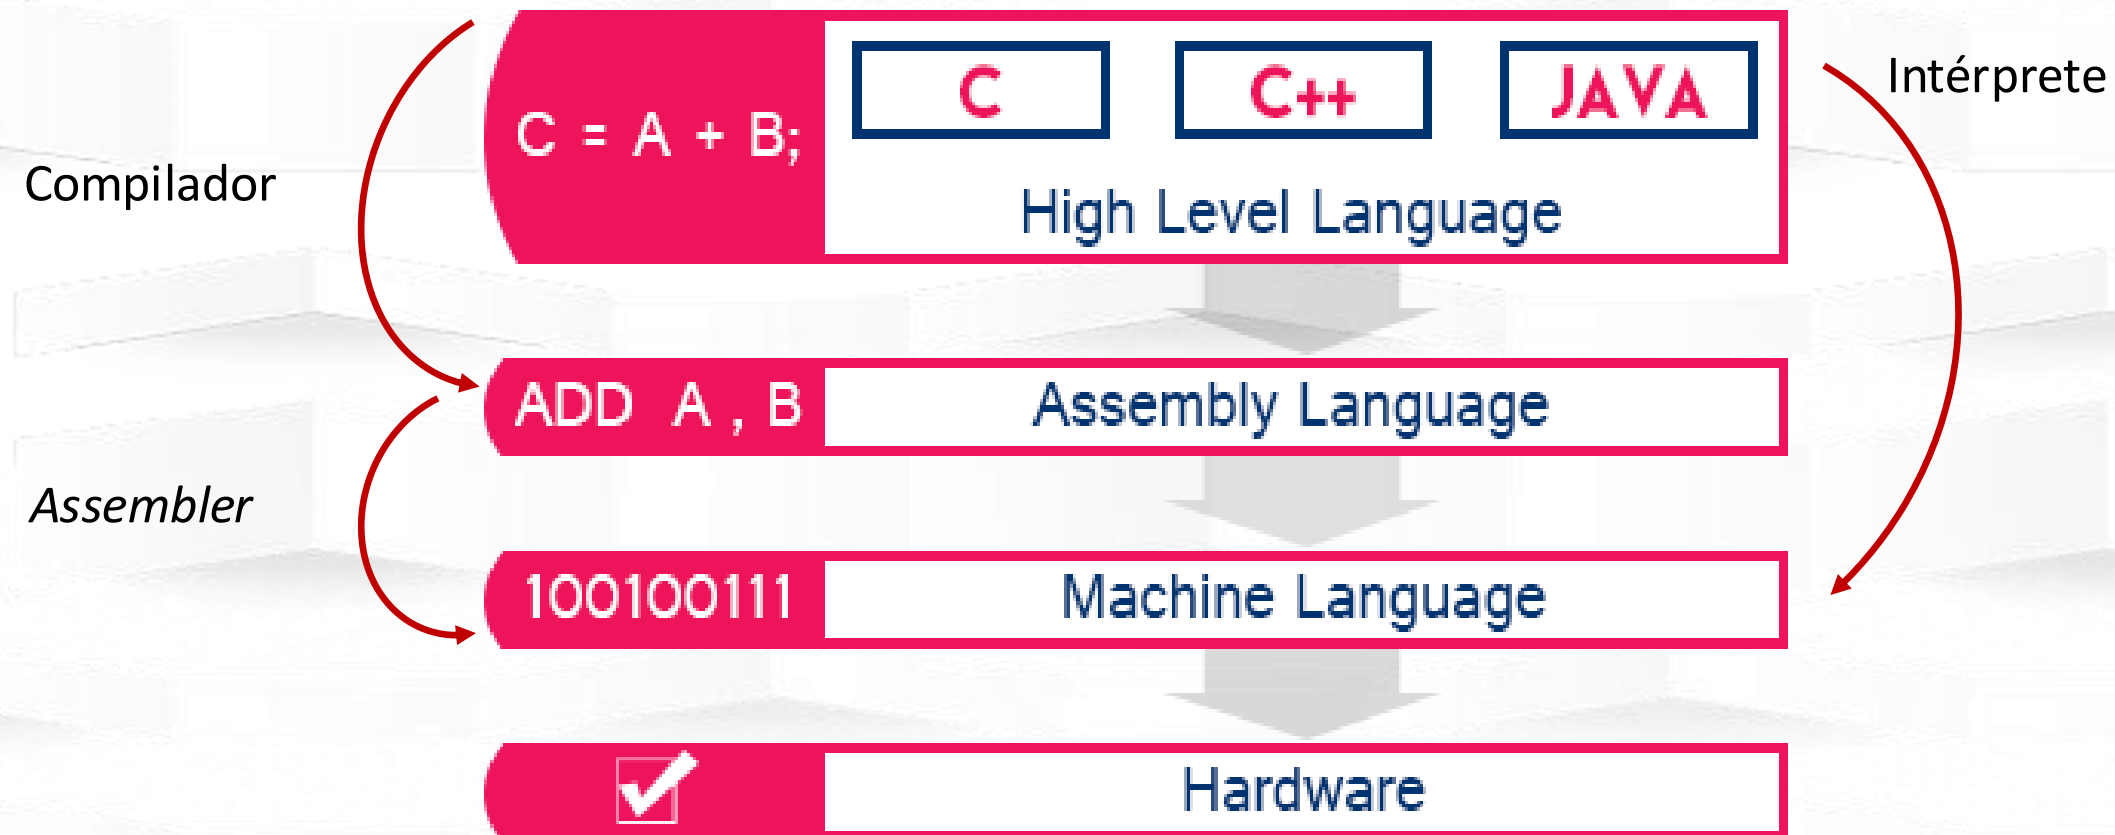 C = A + B;
C
C++
JAVA
High Level Language
Intérprete
Compilador
ADD A , B
Assembly Language
Assembler
100100111
Machine Language
Hardware